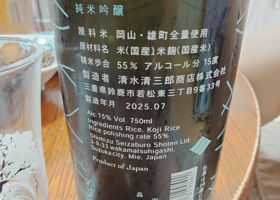 純米吟醸
原料米 岡山・雄町全量使用
原材料名 米(国産)米麹(国産米)
精米歩合 55% アルコール分 15度
製造者 清水清三郎商店株式会社
三重県鈴鹿市若松東三丁目9番33号
製造年月 2025.07
Alc.15% Vol. 750ml
Ingredients Rice, Koji Rice
Rice polishing rate 55%
Shimizu Seizaburo Shoten Ltd.
3-9-33 wakamatsuhigashi,
Suzukacity, Mie, Japan
Product of Japan